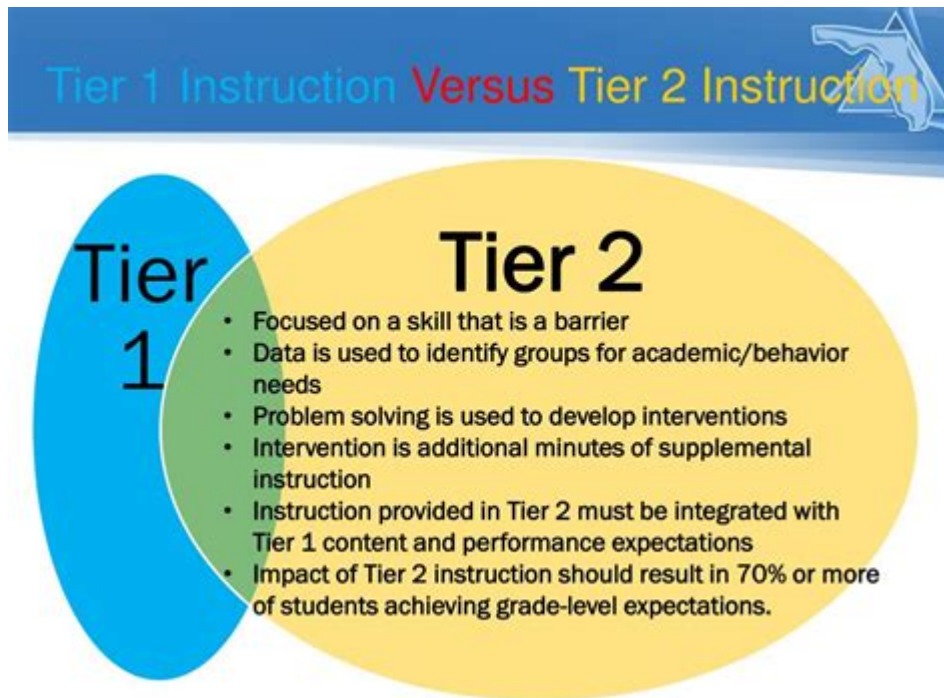 Tier 1 Instruction Versus Tier 2 Instruction
Tier
1
Tier 2
• Focused on a skill that is a barrier
• Data is used to identify groups for academic/behavior
needs
• Problem solving is used to develop interventions
• Intervention is additional minutes of supplemental
instruction
• Instruction provided in Tier 2 must be integrated with
Tier 1 content and performance expectations
• Impact of Tier 2 instruction should result in 70% or more
of students achieving grade-level expectations.